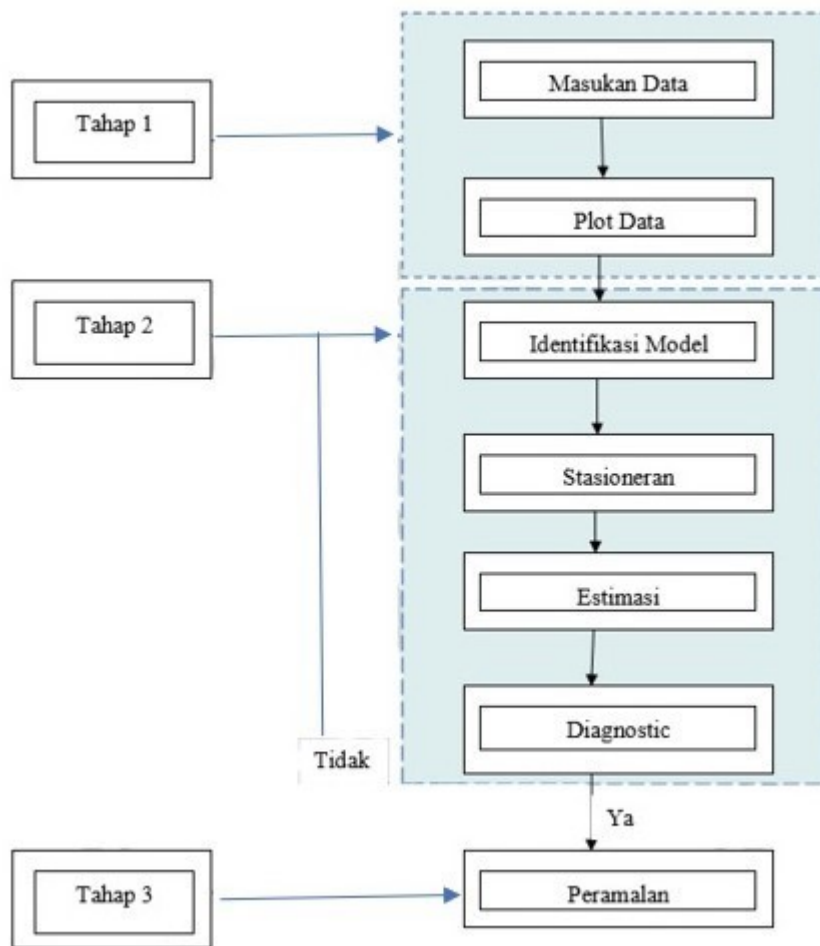 Masukan Data
Tahap 1
Plot Data
Tahap 2
Identifikasi Model
Stasioneran
Estimasi
Diagnostic
Tidak
Ya
Tahap 3
Peramalan